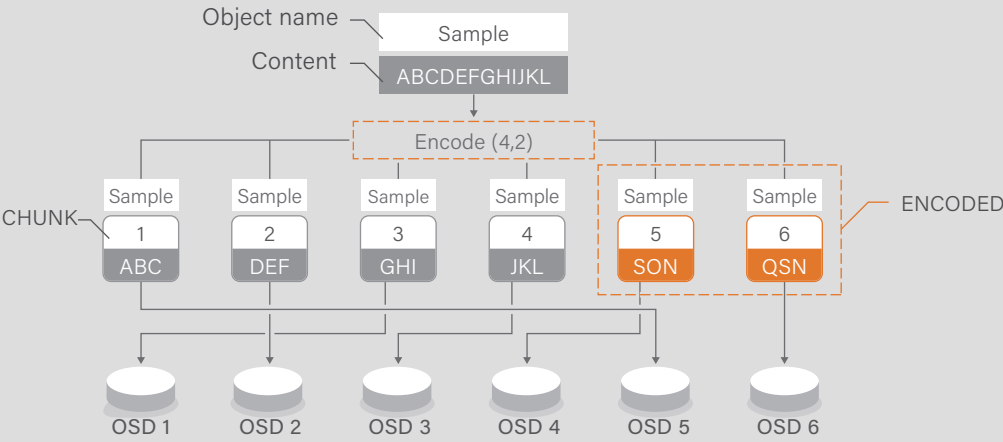 Object name
Sample
Content
ABCDEFGHIJKL
Encode (4,2)
Sample Sample Sample Sample Sample Sample
CHUNK
ENCODED
1 2 3 4 5 6
ABC DEF GHI JKL SON QSN
OSD 1 OSD 2 OSD 3 OSD 4 OSD 5 OSD 6